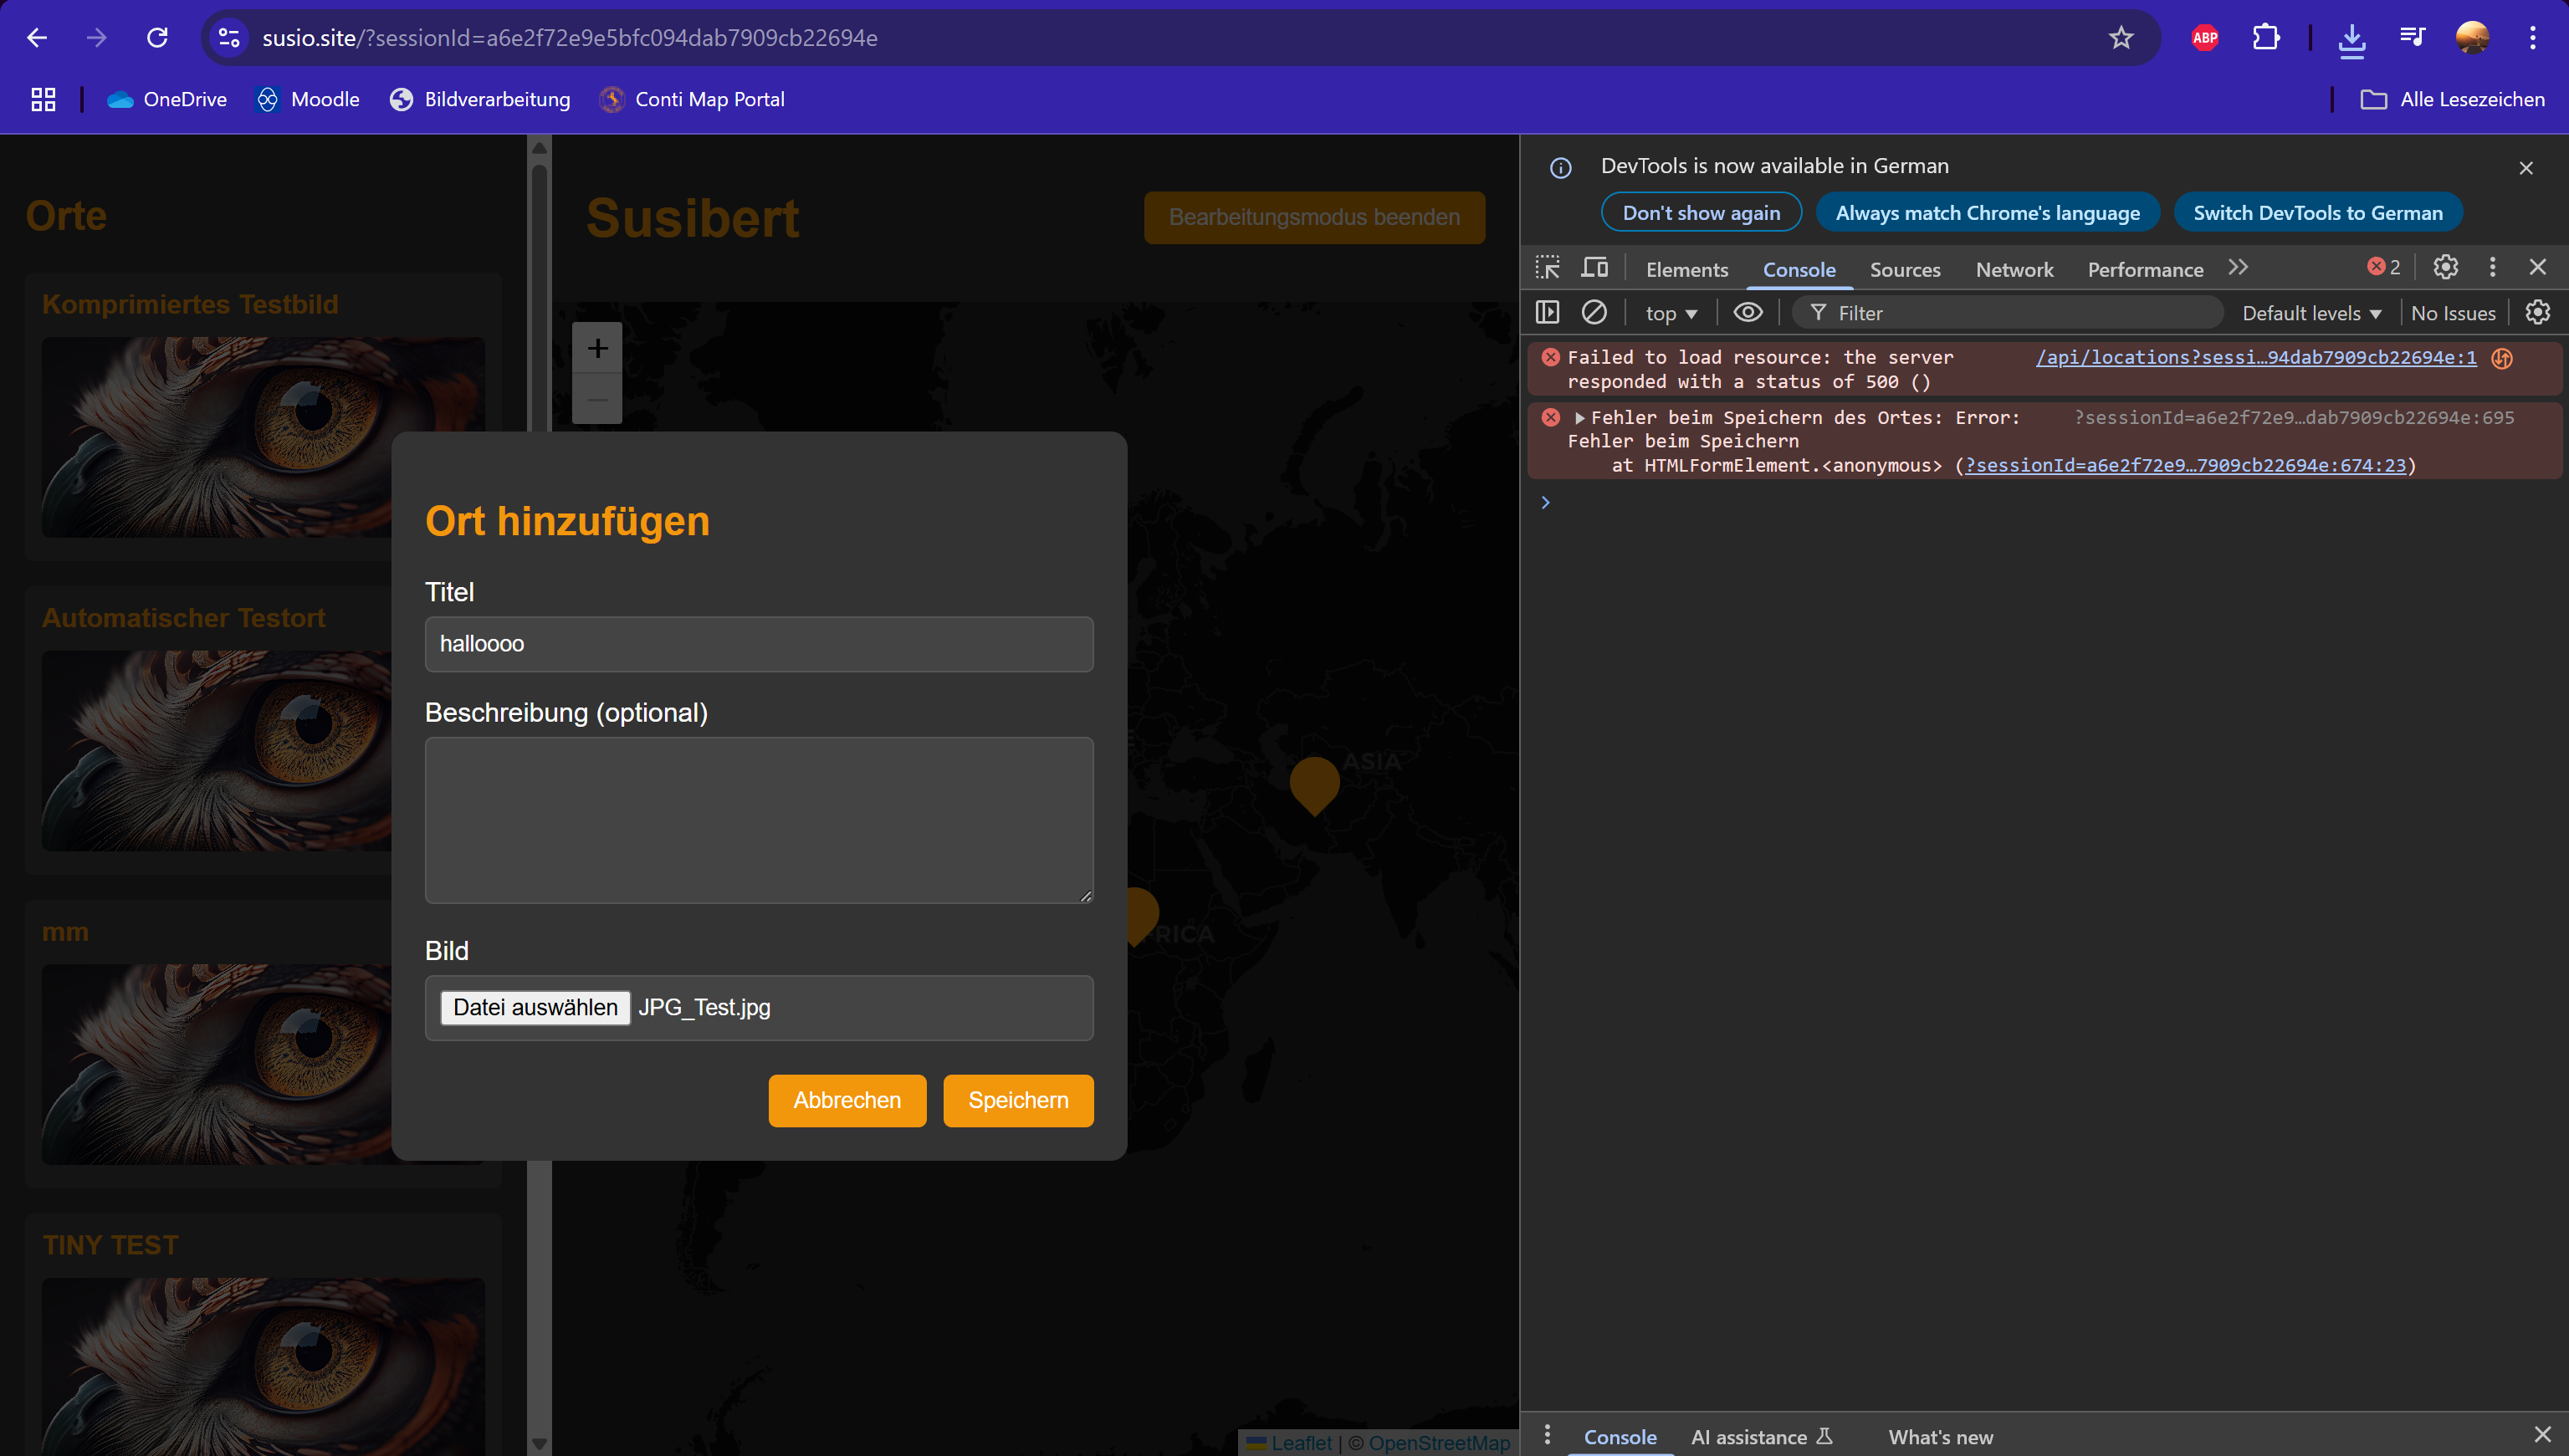 susio.site/?sessionId=a6e2f72e9e5bfc094dab7909cb22694e
ABP
OneDrive
Moodle
Bildverarbeitung
Conti Map Portal
Alle Lesezeichen
Orte
Komprimiertes Testbild
Automatischer Testort
mm
TINY TEST
Susibert
Bearbeitungsmodus beenden
+
−
ASIA
RICA
Ort hinzufügen
Titel
halloooo
Beschreibung (optional)
Bild
Datei auswählen JPG_Test.jpg
Abbrechen Speichern
Leaflet | © OpenStreetMap
DevTools is now available in German
Don't show again Always match Chrome's language Switch DevTools to German
Elements Console Sources Network Performance 2
top Filter Default levels No Issues
Failed to load resource: the server /api/locations?sessi…94dab7909cb22694e:1
responded with a status of 500 ()
Fehler beim Speichern des Ortes: Error: ?sessionId=a6e2f72e9…dab7909cb22694e:695
Fehler beim Speichern
at HTMLFormElement.<anonymous> (?sessionId=a6e2f72e9…7909cb22694e:674:23)
Console AI assistance What's new